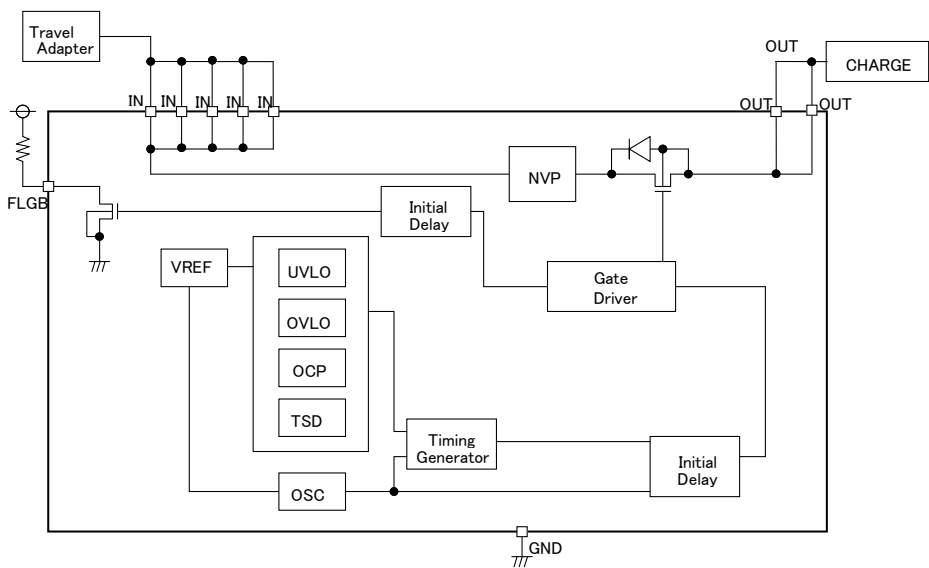 Travel
Adapter
OUT
CHARGE
IN
IN
IN
IN
IN
OUT
OUT
NVP
FLGB
Initial
Delay
VREF
UVLO
Gate
Driver
OVLO
OCP
TSD
Timing
Generator
Initial
Delay
OSC
GND